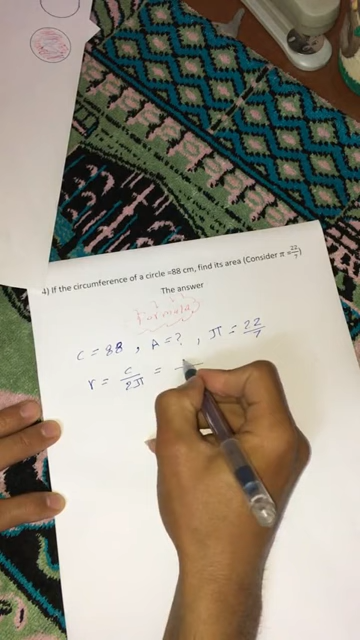 4) If the circumference of a circle =88 cm, find its area (Consider π = 22/7)
The answer
Formula
C = 88 , A = ? , π = 22/7
r = c/2π =